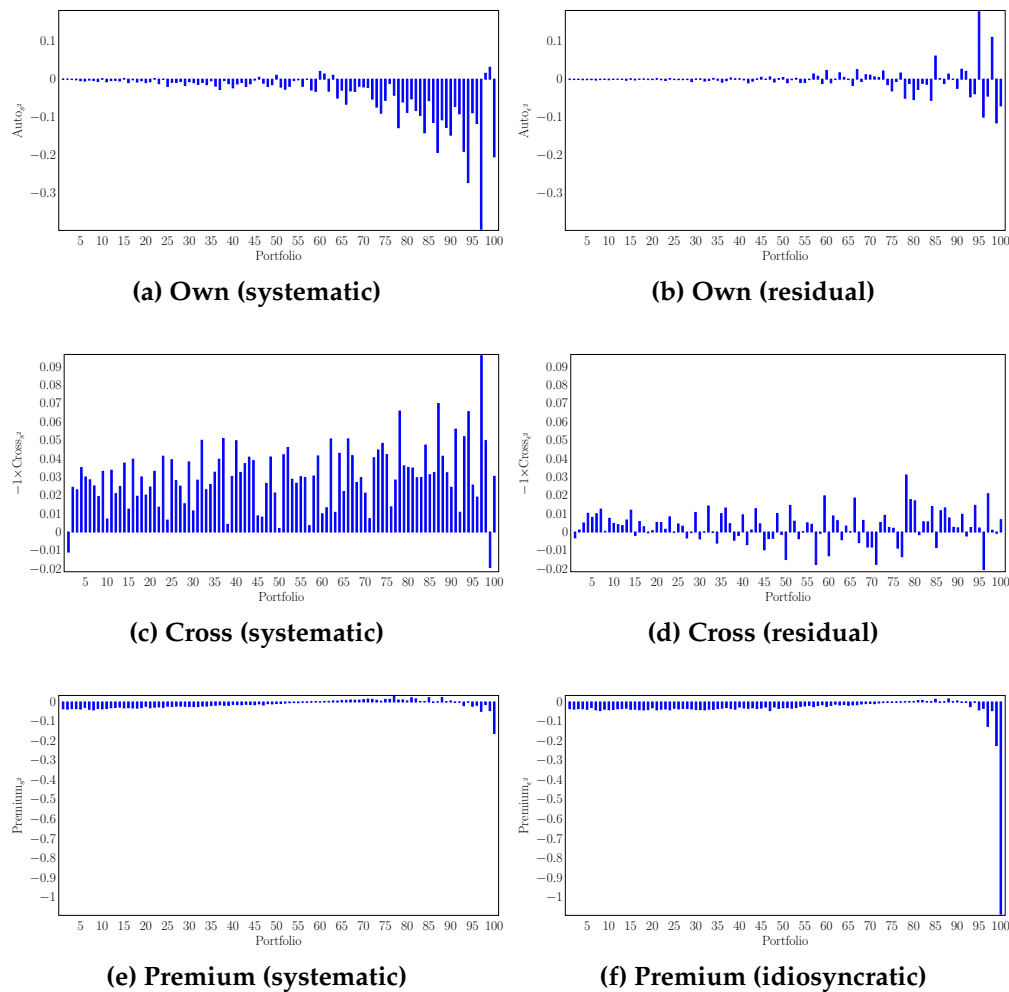 0.1
0
−0.1
−0.2
−0.3
Auto_{s²}
5 10 15 20 25 30 35 40 45 50 55 60 65 70 75 80 85 90 95 100
Portfolio
(a) Own (systematic)
0.1
0
−0.1
−0.2
−0.3
Auto_{ϵ²}
5 10 15 20 25 30 35 40 45 50 55 60 65 70 75 80 85 90 95 100
Portfolio
(b) Own (residual)
0.09
0.08
0.07
0.06
0.05
0.04
0.03
0.02
0.01
0
−0.01
−0.02
−1×Cross_{s²}
5 10 15 20 25 30 35 40 45 50 55 60 65 70 75 80 85 90 95 100
Portfolio
(c) Cross (systematic)
0.09
0.08
0.07
0.06
0.05
0.04
0.03
0.02
0.01
0
−0.01
−0.02
−1×Cross_{ϵ²}
5 10 15 20 25 30 35 40 45 50 55 60 65 70 75 80 85 90 95 100
Portfolio
(d) Cross (residual)
0
−0.1
−0.2
−0.3
−0.4
−0.5
−0.6
−0.7
−0.8
−0.9
−1
Premium_{s²}
5 10 15 20 25 30 35 40 45 50 55 60 65 70 75 80 85 90 95 100
Portfolio
(e) Premium (systematic)
0
−0.1
−0.2
−0.3
−0.4
−0.5
−0.6
−0.7
−0.8
−0.9
−1
Premium_{ϵ²}
5 10 15 20 25 30 35 40 45 50 55 60 65 70 75 80 85 90 95 100
Portfolio
(f) Premium (idiosyncratic)